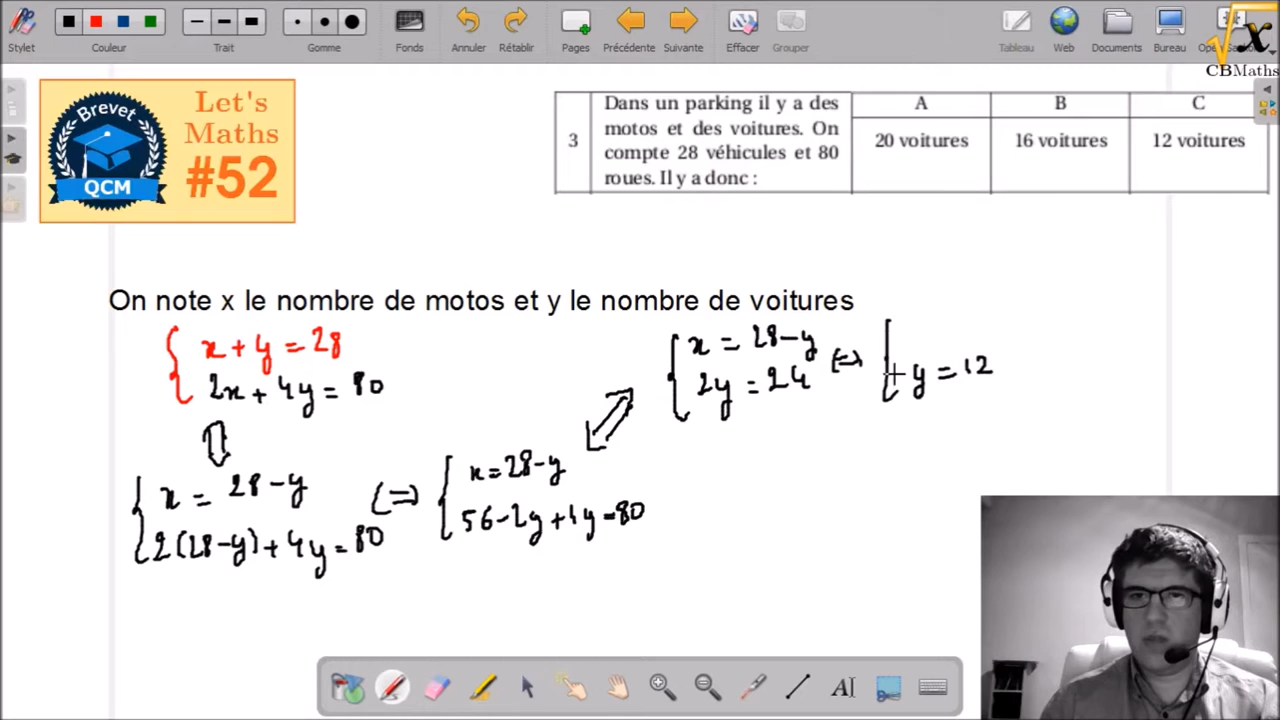 Stylet
Couleur
Trait
Gomme
Fonds
Annuler
Rétablir
Pages
Précédente
Suivante
Effacer
Grouper
Tableau
Web
Documents
Bureau
x
CBMaths
Brevet
QCM
Let's
Maths
#52
3
Dans un parking il y a des
motos et des voitures. On
compte 28 véhicules et 80
roues. Il y a donc :
A
B
C
20 voitures
16 voitures
12 voitures
On note x le nombre de motos et y le nombre de voitures
x + y = 28
2x + 4y = 80
x = 28 - y
2(28 - y) + 4y = 80
x = 28 - y
56 - 2y + 4y = 80
x = 28 - y
2y = 24
y = 12